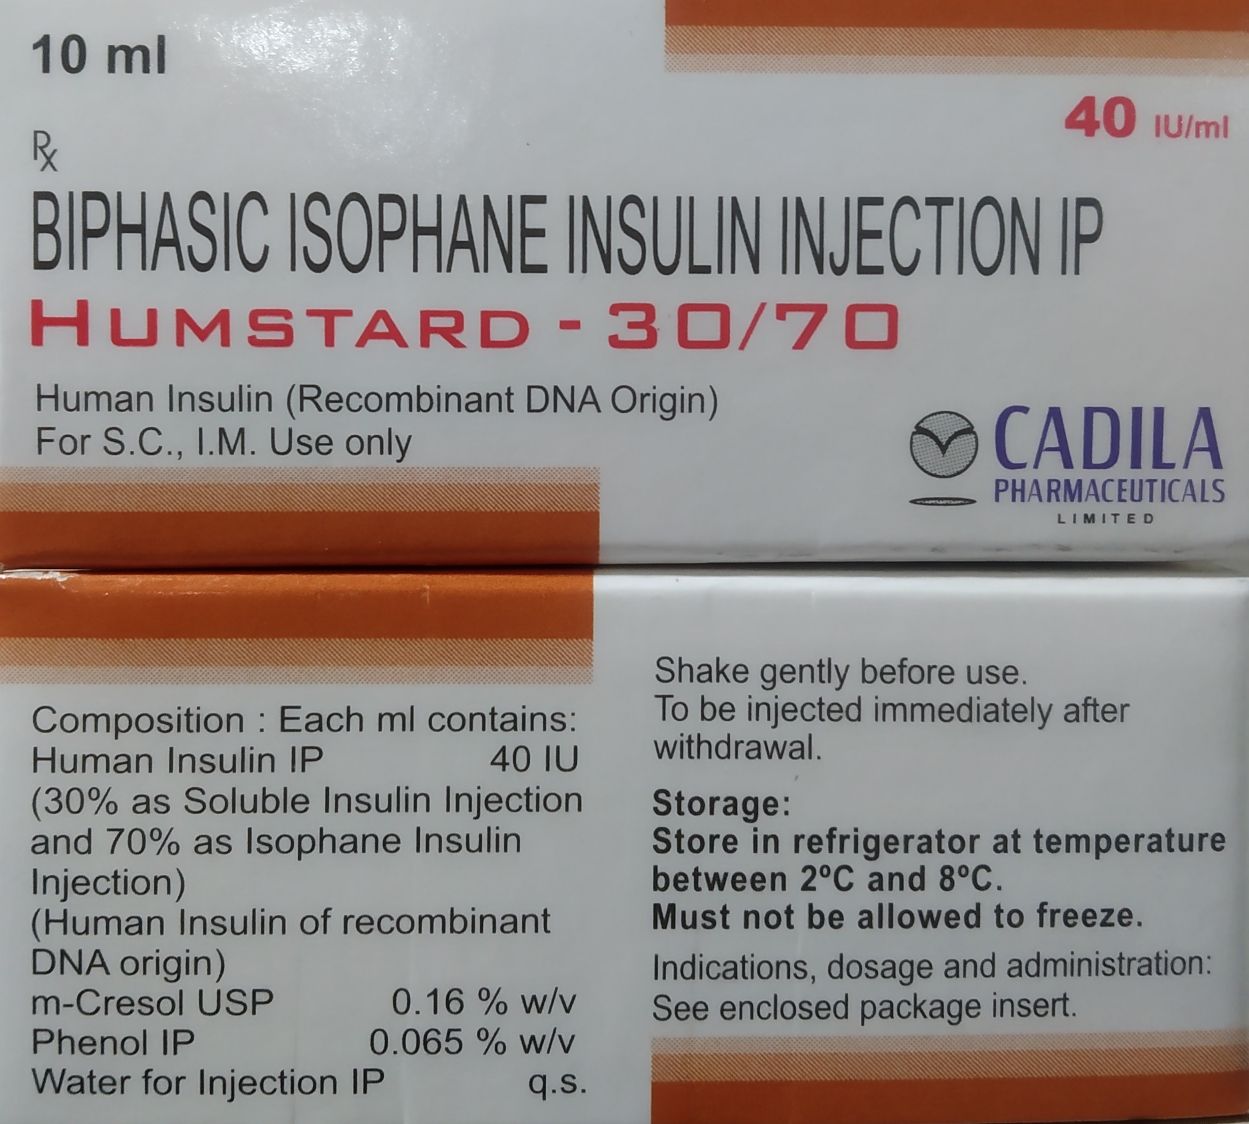 10 ml
40 IU/ml
Rx
BIPHASIC ISOPHANE INSULIN INJECTION IP
HUMSTARD - 30/70
Human Insulin (Recombinant DNA Origin)
For S.C., I.M. Use only
CADILA
PHARMACEUTICALS
LIMITED
Composition : Each ml contains:
Human Insulin IP 40 IU
(30% as Soluble Insulin Injection
and 70% as Isophane Insulin
Injection)
(Human Insulin of recombinant
DNA origin)
m-Cresol USP 0.16 % w/v
Phenol IP 0.065 % w/v
Water for Injection IP q.s.
Shake gently before use.
To be injected immediately after
withdrawal.
Storage:
Store in refrigerator at temperature
between 2ºC and 8ºC.
Must not be allowed to freeze.
Indications, dosage and administration:
See enclosed package insert.